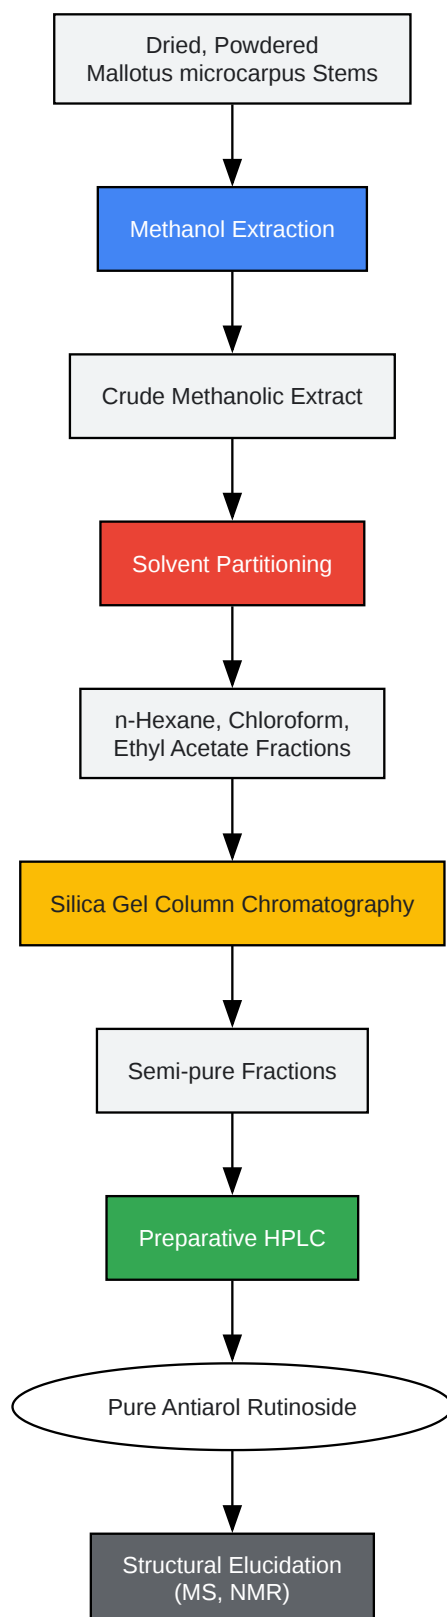 Dried, Powdered
Mallotus microcarpus Stems
Methanol Extraction
Crude Methanolic Extract
Solvent Partitioning
n-Hexane, Chloroform,
Ethyl Acetate Fractions
Silica Gel Column Chromatography
Semi-pure Fractions
Preparative HPLC
Pure Antiarol Rutinoside
Structural Elucidation
(MS, NMR)